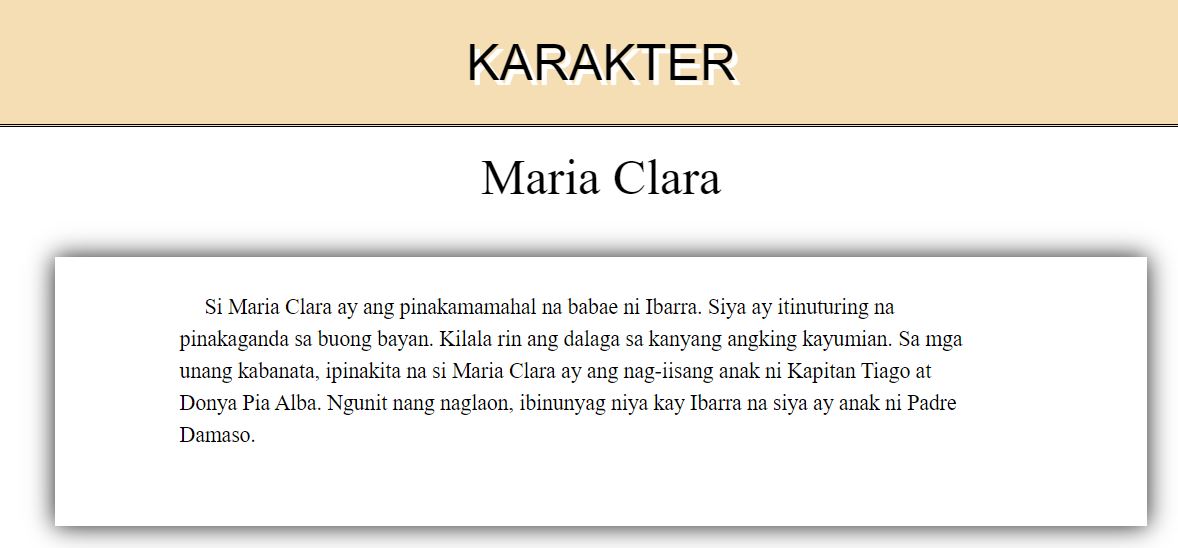 KARAKTER
Maria Clara
Si Maria Clara ay ang pinakamamahal na babae ni Ibarra. Siya ay itinuturing na
pinakaganda sa buong bayan. Kilala rin ang dalaga sa kanyang angking kayumian. Sa mga
unang kabanata, ipinakita na si Maria Clara ay ang nag-iisang anak ni Kapitan Tiago at
Donya Pia Alba. Ngunit nang naglaon, ibinunyag niya kay Ibarra na siya ay anak ni Padre
Damaso.